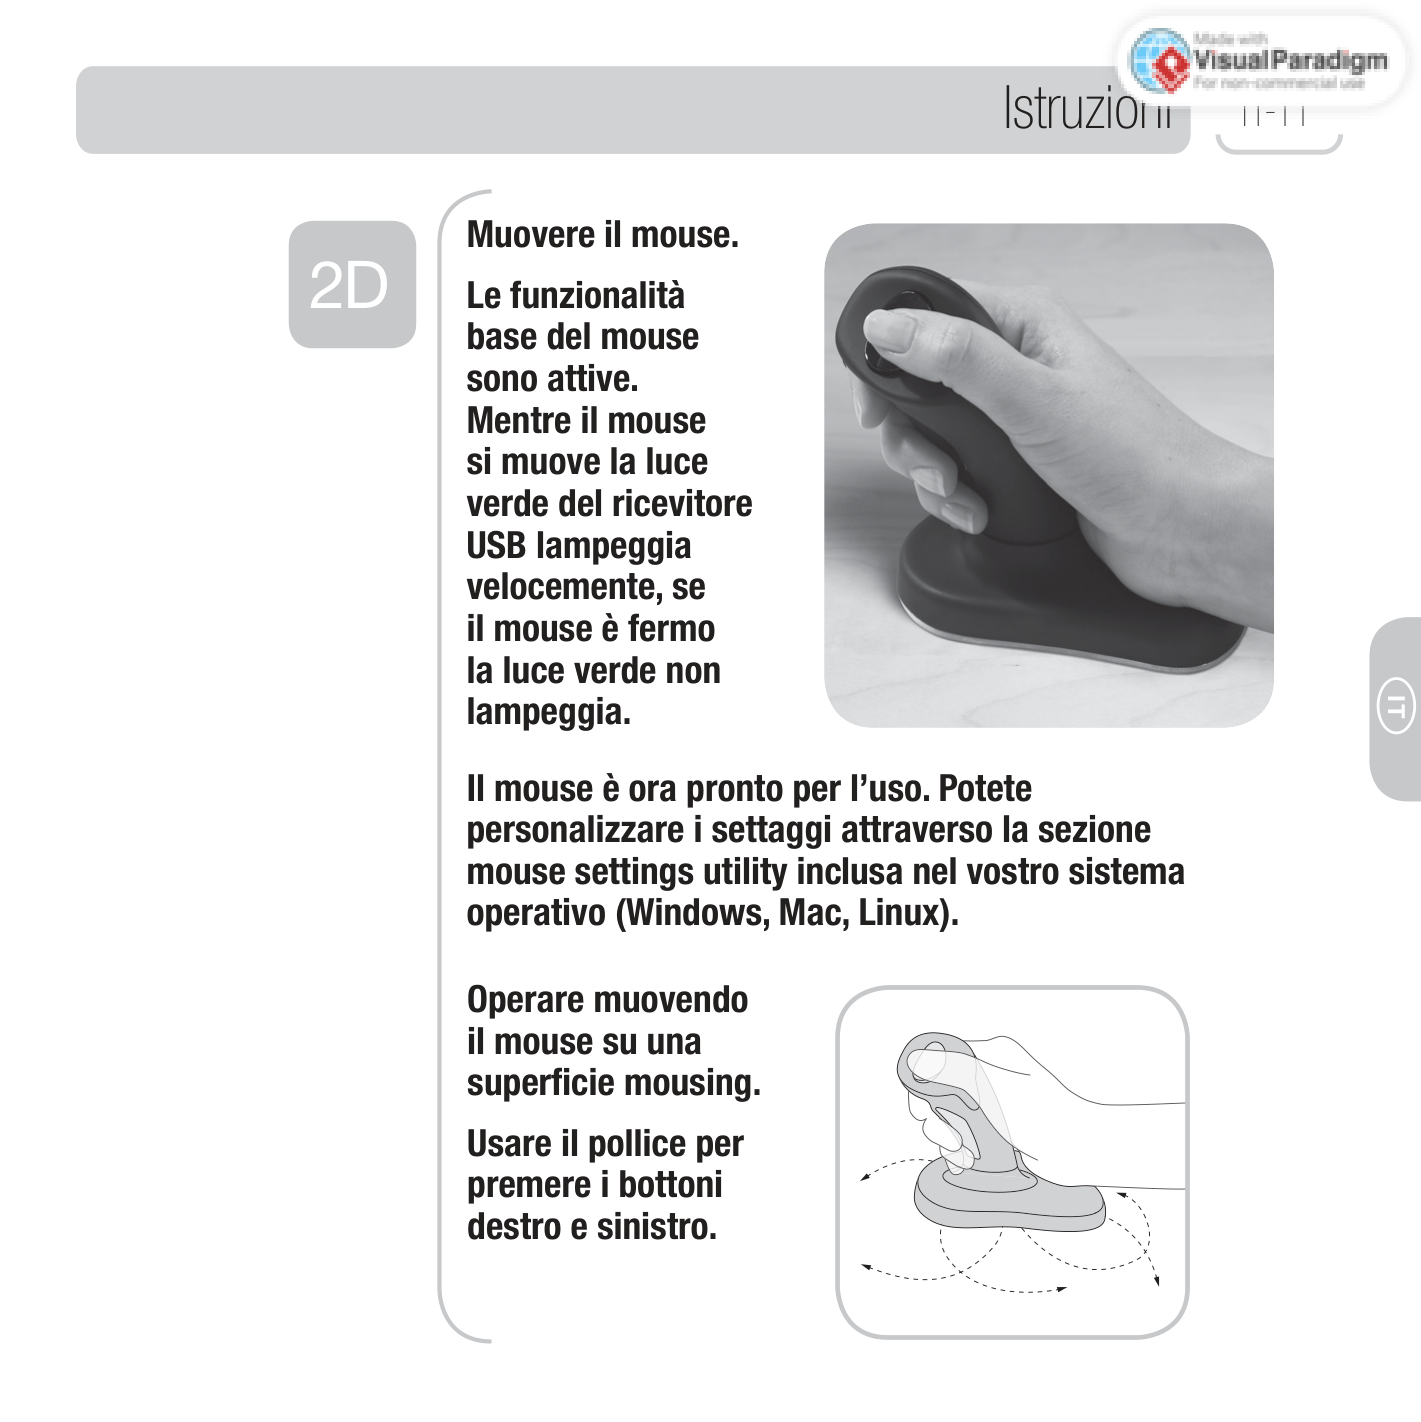 Made with
VisualParadigm
For non-commercial use
Istruzioni
2D
Muovere il mouse.
Le funzionalità
base del mouse
sono attive.
Mentre il mouse
si muove la luce
verde del ricevitore
USB lampeggia
velocemente, se
il mouse è fermo
la luce verde non
lampeggia.
IT
Il mouse è ora pronto per l’uso. Potete
personalizzare i settaggi attraverso la sezione
mouse settings utility inclusa nel vostro sistema
operativo (Windows, Mac, Linux).
Operare muovendo
il mouse su una
superficie mousing.
Usare il pollice per
premere i bottoni
destro e sinistro.